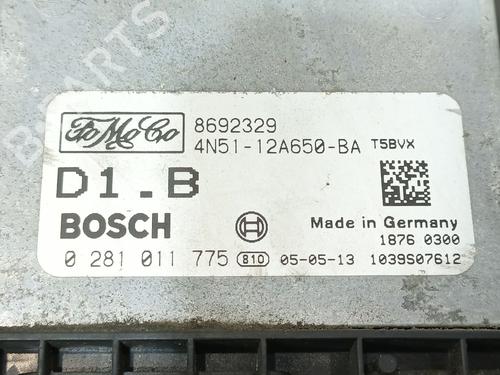 FoMoCo 8692329
4N51-12A650-BA T5BVX
D1.B
BOSCH
Made in Germany
1876 0300
0 281 011 775 810 05-05-13 1039S07612